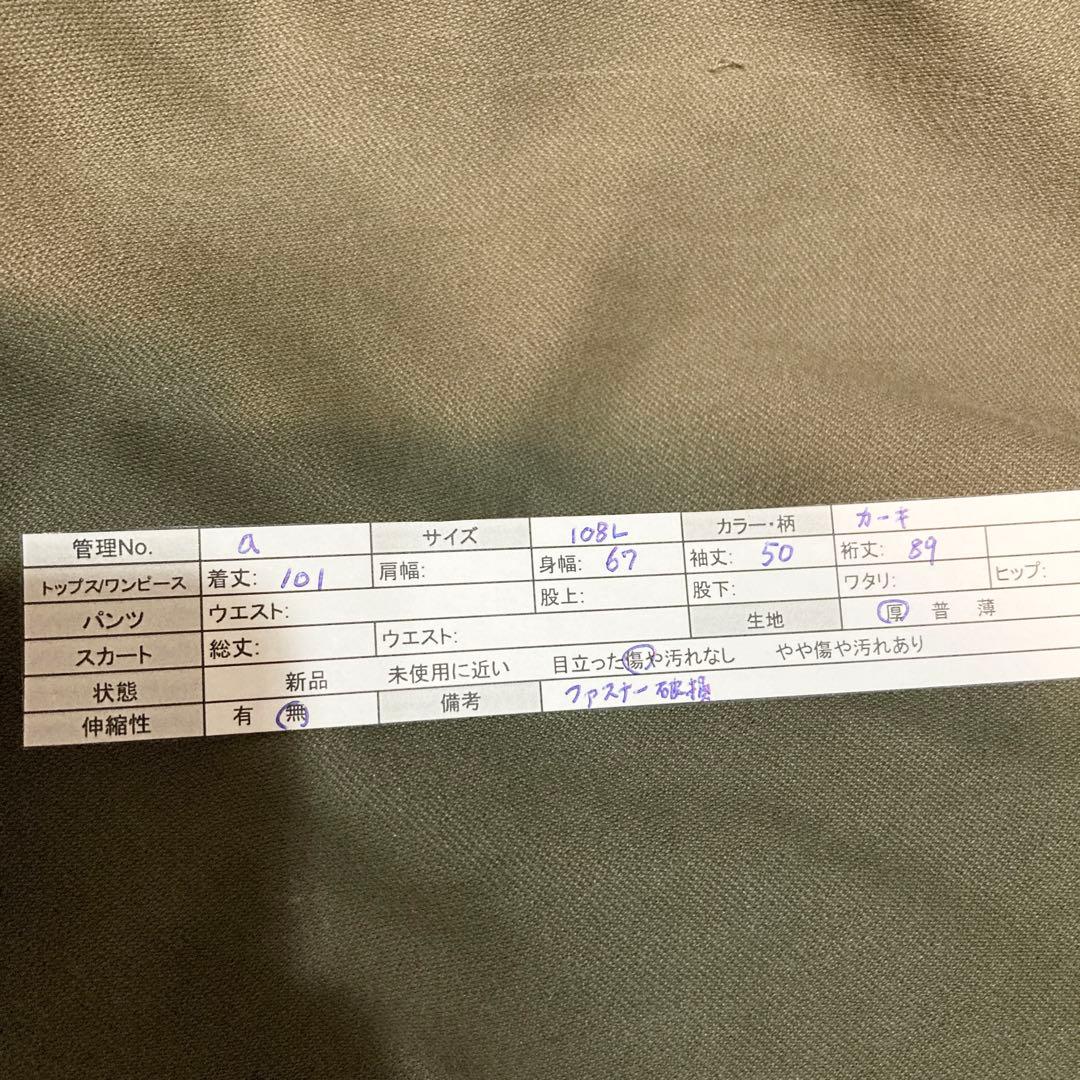 管理No. a サイズ 108L カラー・柄 カーキ
トップス/ワンピース 着丈: 101 肩幅: 身幅: 67 袖丈: 50 裄丈: 89
パンツ ウエスト: 股上: 股下: ワタリ: ヒップ:
スカート 総丈: ウエスト: 生地 厚 普 薄
状態 新品 未使用に近い 目立った傷や汚れなし やや傷や汚れあり
伸縮性 有 無 備考 ファスナー破損